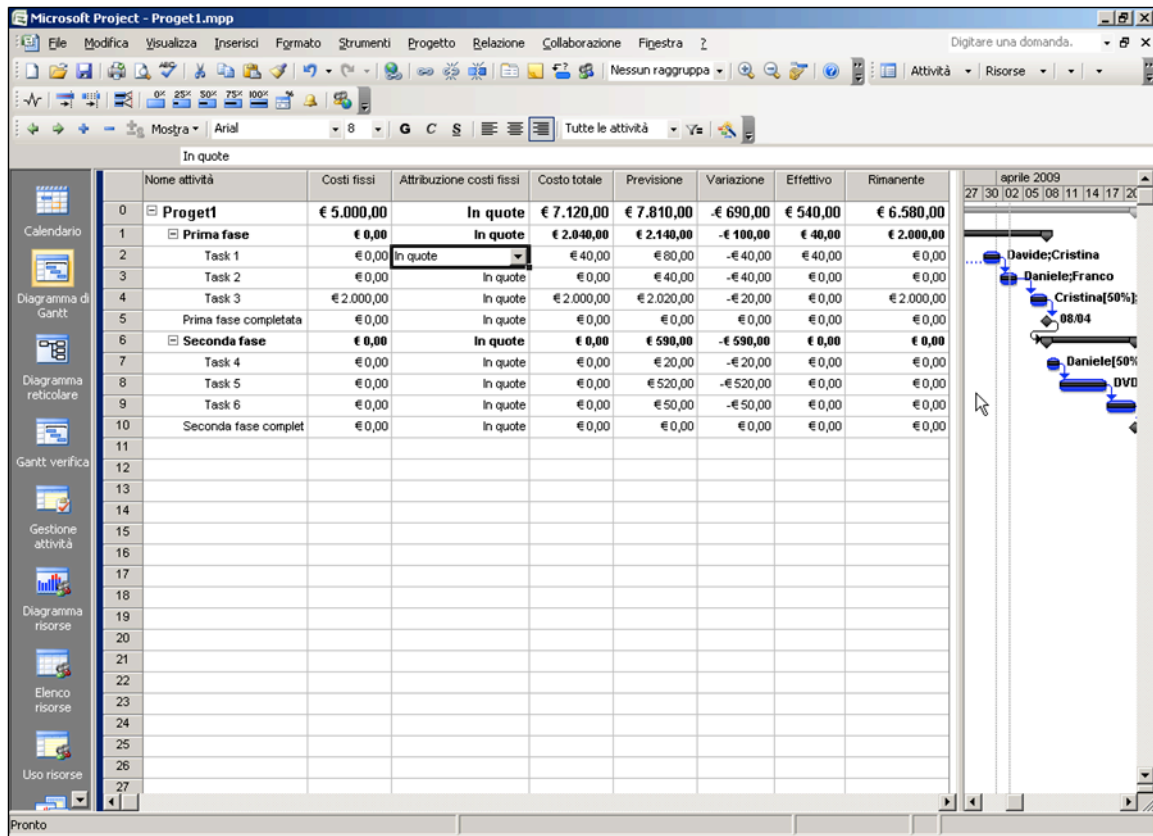 Microsoft Project - Proget1.mpp
File Modifica Visualizza Inserisci Formato Strumenti Progetto Relazione Collaborazione Finestra ? Digitare una domanda.
Nessun raggruppa Attività Risorse
0% 25% 50% 75% 100%
Mostra Arial 8 G C S Tutte le attività
In quote
Nome attività Costi fissi Attribuzione costi fissi Costo totale Previsione Variazione Effettivo Rimanente
aprile 2009
27 30 02 05 08 11 14 17 20
0 Proget1 € 5.000,00 In quote € 7.120,00 € 7.810,00 -€ 690,00 € 540,00 € 6.580,00
1 Prima fase € 0,00 In quote € 2.040,00 € 2.140,00 -€ 100,00 € 40,00 € 2.000,00
2 Task 1 € 0,00 In quote € 40,00 € 80,00 -€ 40,00 € 40,00 € 0,00 Davide;Cristina
3 Task 2 € 0,00 In quote € 0,00 € 40,00 -€ 40,00 € 0,00 € 0,00 Daniele;Franco
4 Task 3 € 2.000,00 In quote € 2.000,00 € 2.020,00 -€ 20,00 € 0,00 € 2.000,00 Cristina[50%];
5 Prima fase completata € 0,00 In quote € 0,00 € 0,00 € 0,00 € 0,00 € 0,00 08/04
6 Seconda fase € 0,00 In quote € 0,00 € 590,00 -€ 590,00 € 0,00 € 0,00
7 Task 4 € 0,00 In quote € 0,00 € 20,00 -€ 20,00 € 0,00 € 0,00 Daniele[50%
8 Task 5 € 0,00 In quote € 0,00 € 520,00 -€ 520,00 € 0,00 € 0,00 DVD
9 Task 6 € 0,00 In quote € 0,00 € 50,00 -€ 50,00 € 0,00 € 0,00
10 Seconda fase complet € 0,00 In quote € 0,00 € 0,00 € 0,00 € 0,00 € 0,00
11
12
13
14
15
16
17
18
19
20
21
22
23
24
25
26
27
Calendario
Diagramma di
Gantt
Diagramma
reticolare
Gantt verifica
Gestione
attività
Diagramma
risorse
Elenco
risorse
Uso risorse
Pronto